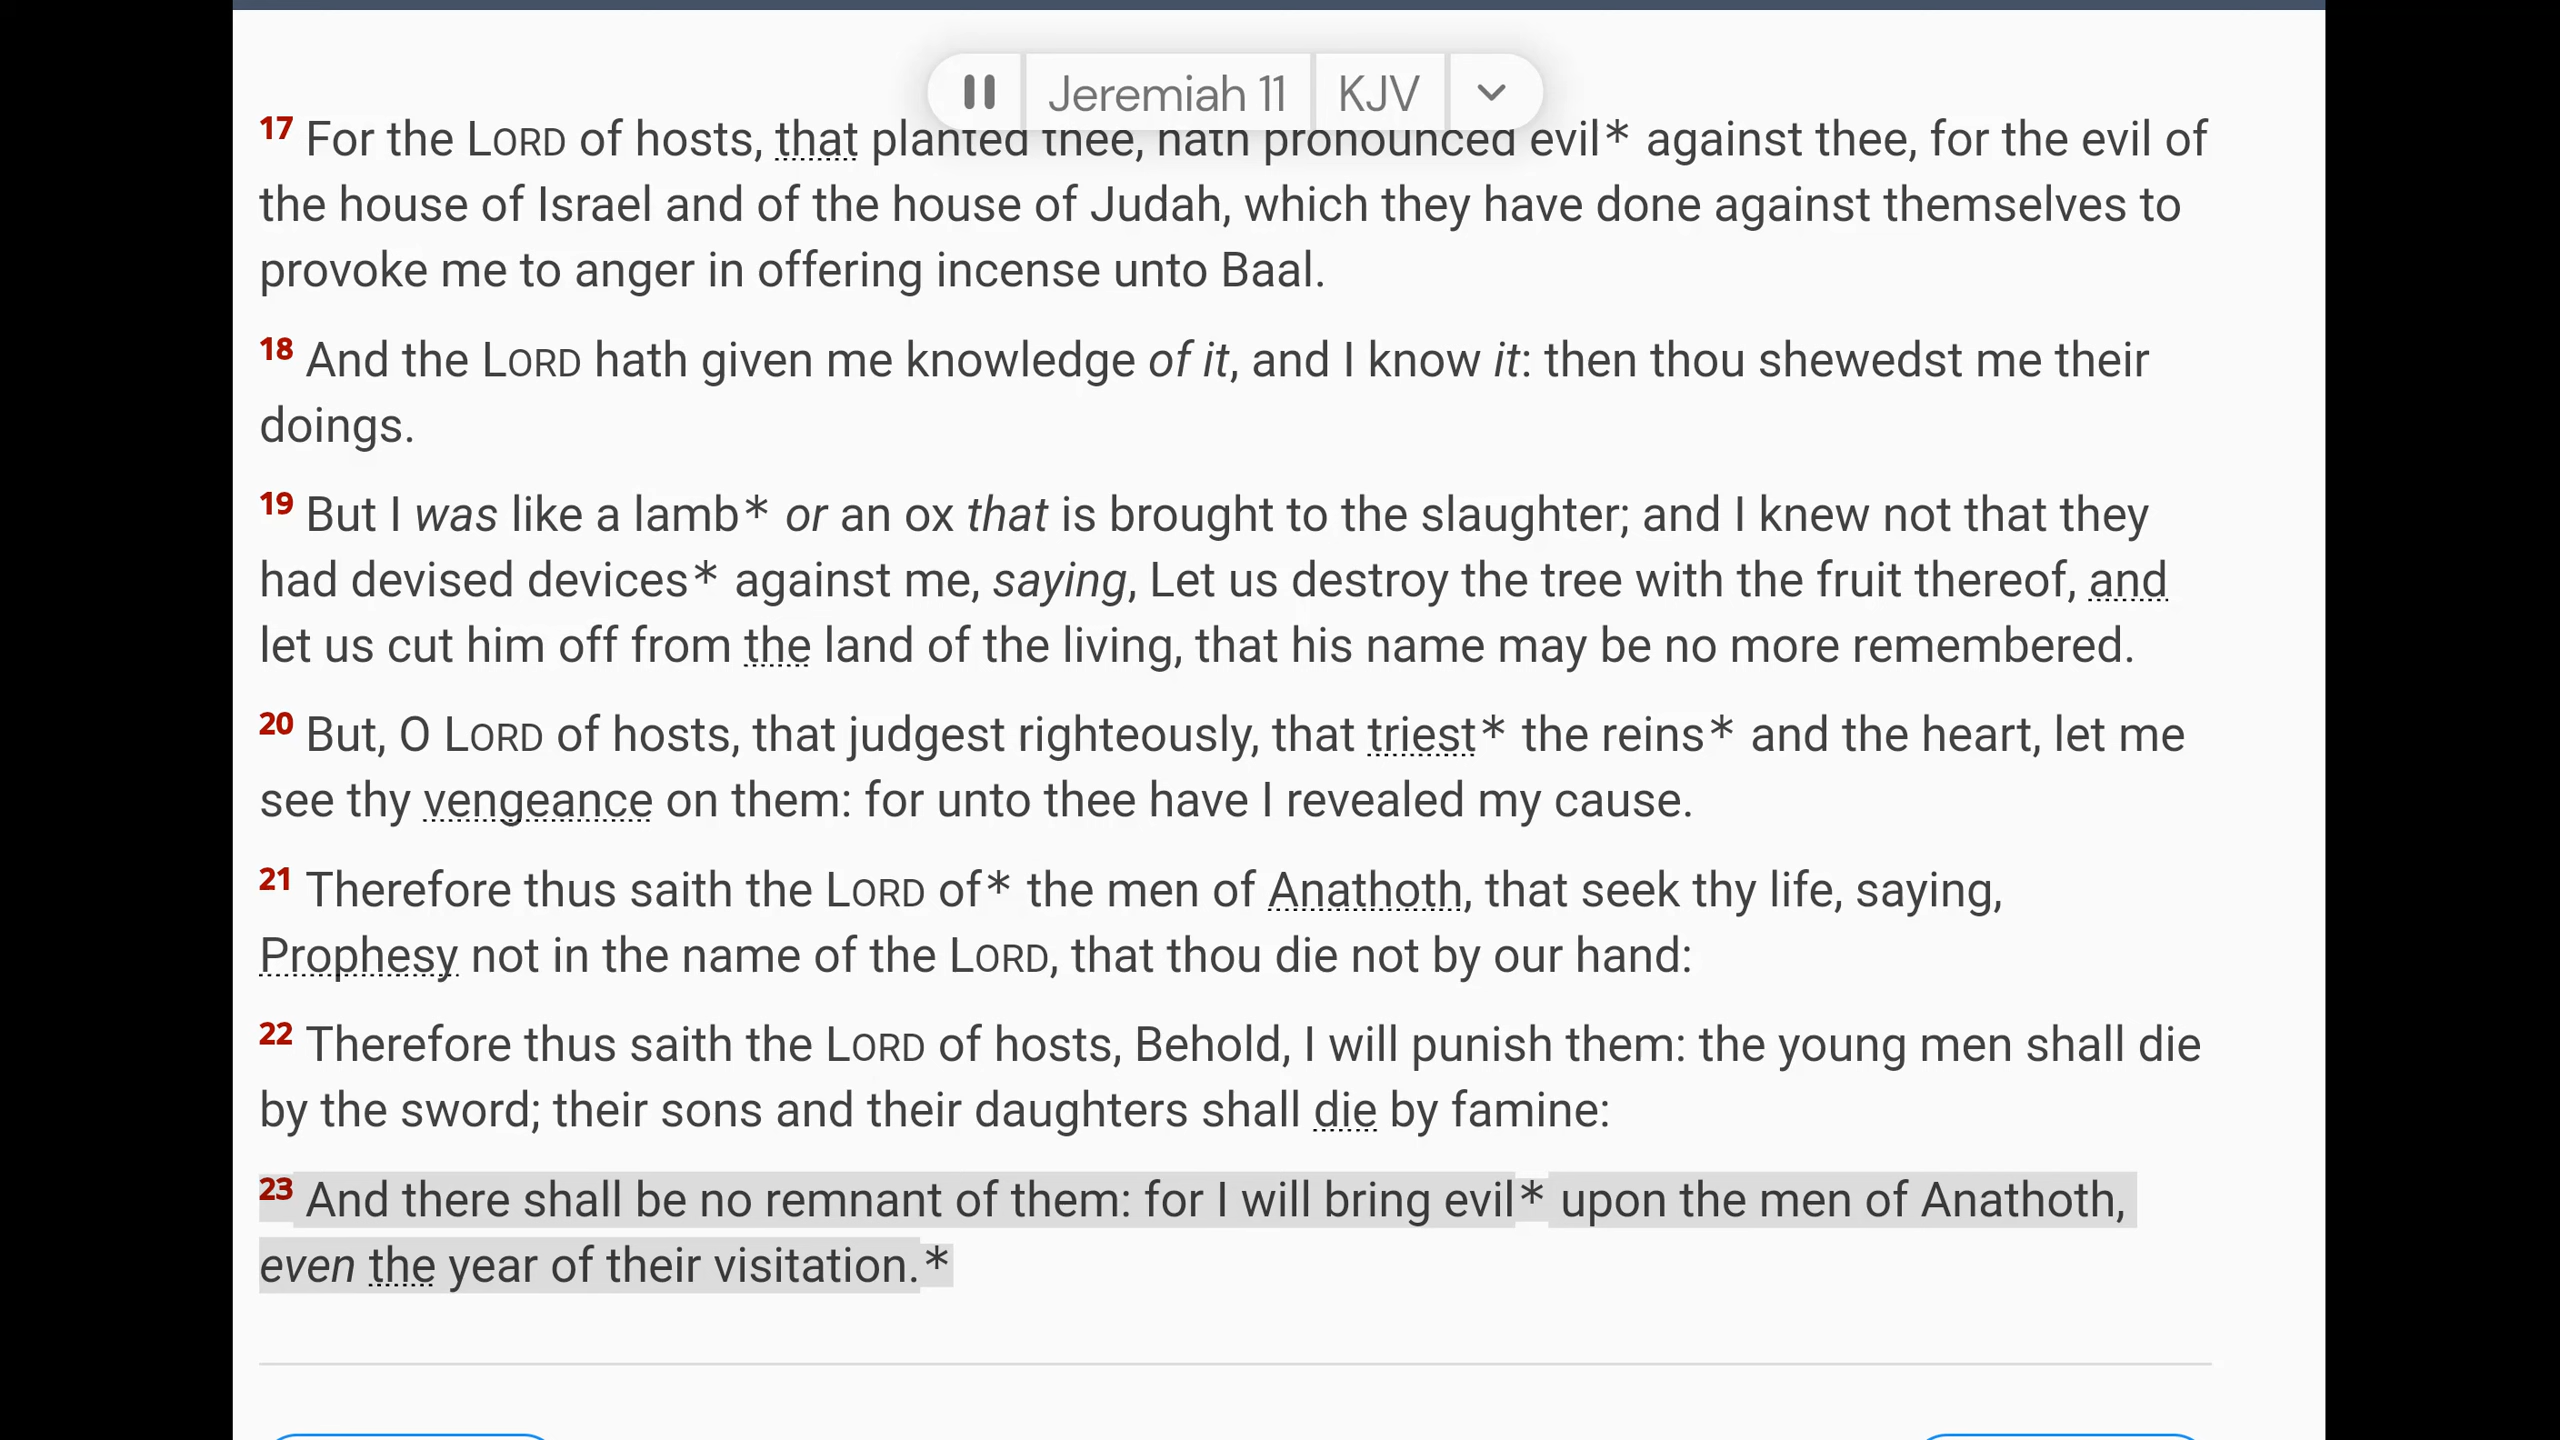 Jeremiah 11 KJV
17 For the LORD of hosts, that planted thee, hath pronounced evil* against thee, for the evil of
the house of Israel and of the house of Judah, which they have done against themselves to
provoke me to anger in offering incense unto Baal.
18 And the LORD hath given me knowledge of it, and I know it: then thou shewedst me their
doings.
19 But I was like a lamb* or an ox that is brought to the slaughter; and I knew not that they
had devised devices* against me, saying, Let us destroy the tree with the fruit thereof, and
let us cut him off from the land of the living, that his name may be no more remembered.
20 But, O LORD of hosts, that judgest righteously, that triest* the reins* and the heart, let me
see thy vengeance on them: for unto thee have I revealed my cause.
21 Therefore thus saith the LORD of* the men of Anathoth, that seek thy life, saying,
Prophesy not in the name of the LORD, that thou die not by our hand:
22 Therefore thus saith the LORD of hosts, Behold, I will punish them: the young men shall die
by the sword; their sons and their daughters shall die by famine:
23 And there shall be no remnant of them: for I will bring evil* upon the men of Anathoth,
even the year of their visitation.*